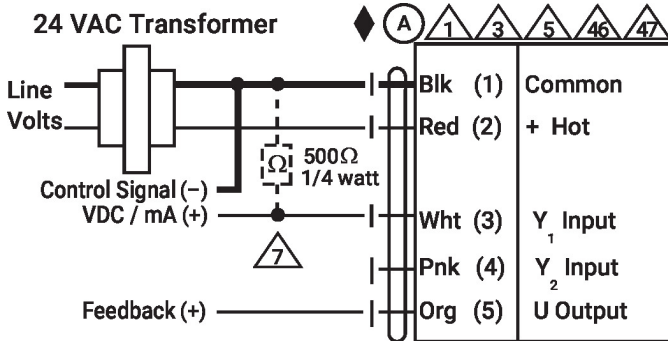 24 VAC Transformer
A 1 3 5 46 47
Line
Volts
Blk (1) Common
Red (2) + Hot
Ω 500Ω
1/4 watt
Control Signal (−)
VDC / mA (+)
Wht (3) Y1 Input
7
Pnk (4) Y2 Input
Feedback (+)
Org (5) U Output